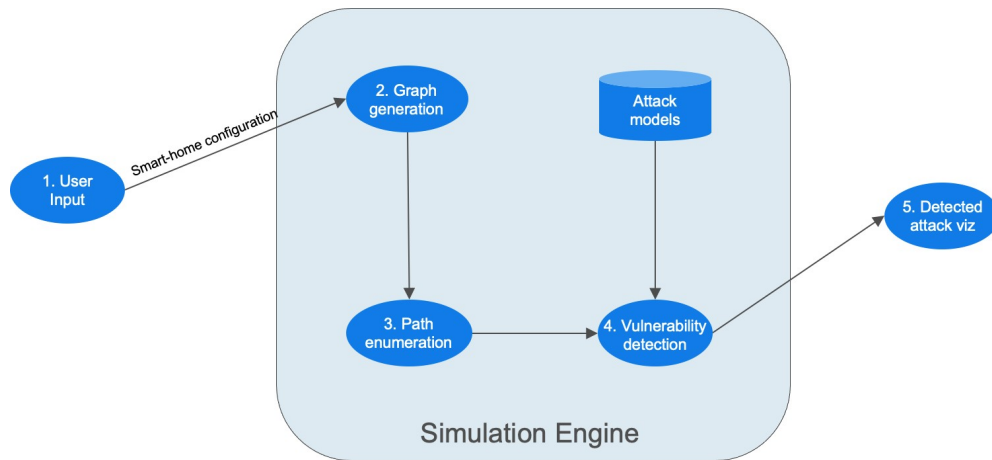 2. Graph
generation
Attack
models
Smart-home configuration
1. User
Input
5. Detected
attack viz
3. Path
enumeration
4. Vulnerability
detection
Simulation Engine